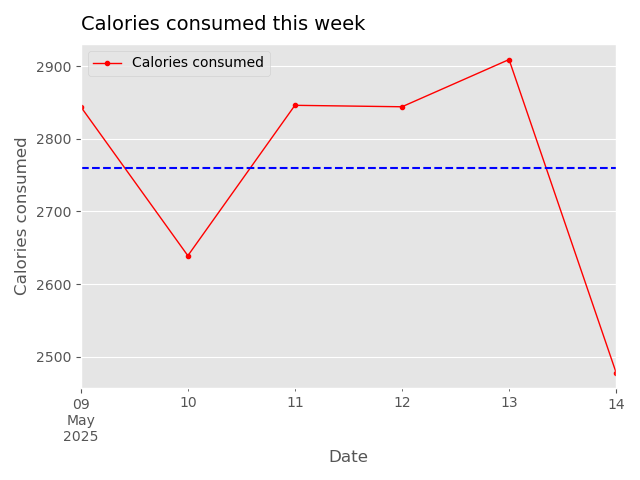 Calories consumed this week
Calories consumed
2900
2800
2700
2600
2500
Calories consumed
09 10 11 12 13 14
May
2025
Date